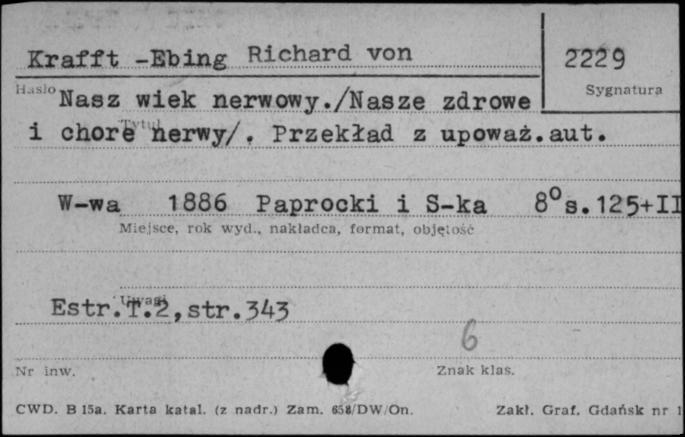 Krafft -Ebing Richard von 2229
Hasło Sygnatura
Nasz wiek nerwowy./Nasze zdrowe
Tytuł
i chore nerwy/. Przekład z upoważ.aut.
W-wa 1886 Paprocki i S-ka 8° s.125+II
Miejsce, rok wyd., nakładca, format, objętość
Uwagi
Estr.T.2,str.343
6
Nr inw. Znak klas.
CWD. B 15a. Karta katal. (z nadr.) Zam. 658/DW/On. Zakł. Graf. Gdańsk nr 1